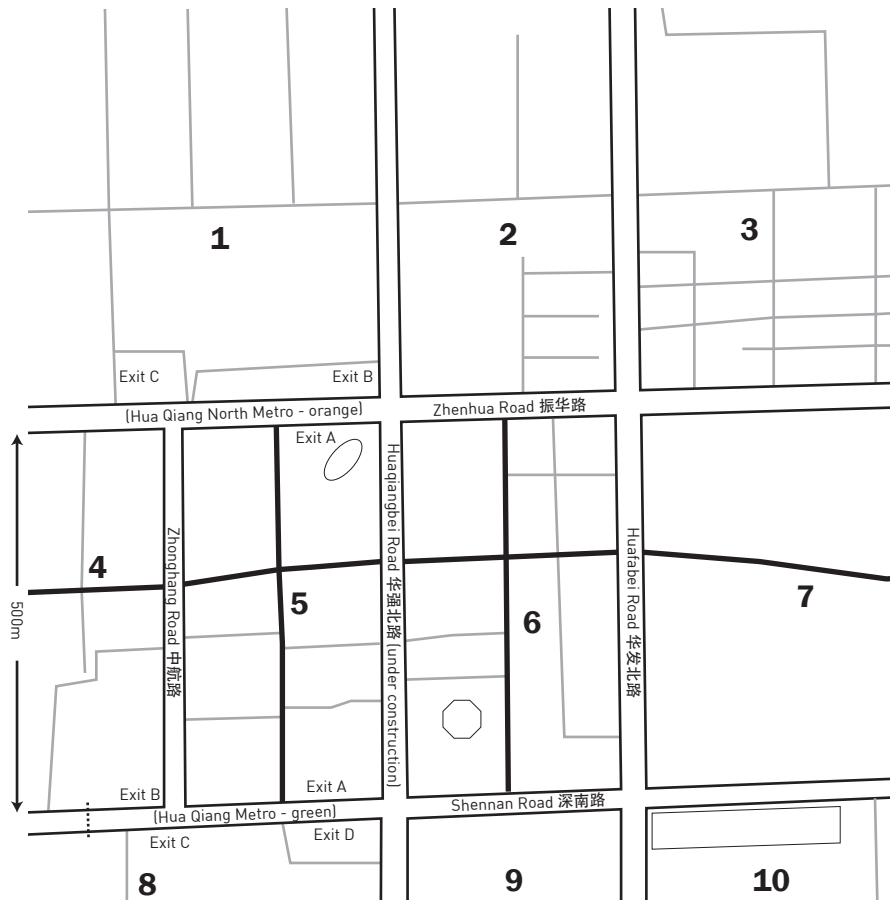 1
2
3
Exit C
Exit B
(Hua Qiang North Metro - orange)
Zhenhua Road 振华路
Exit A
Huaqiangbei Road 华强北路 (under construction)
Zhonghang Road 中航路
Huafabei Road 华发北路
4
5
6
7
500m
Exit B
Exit A
(Hua Qiang Metro - green)
Shennan Road 深南路
Exit C
Exit D
8
9
10